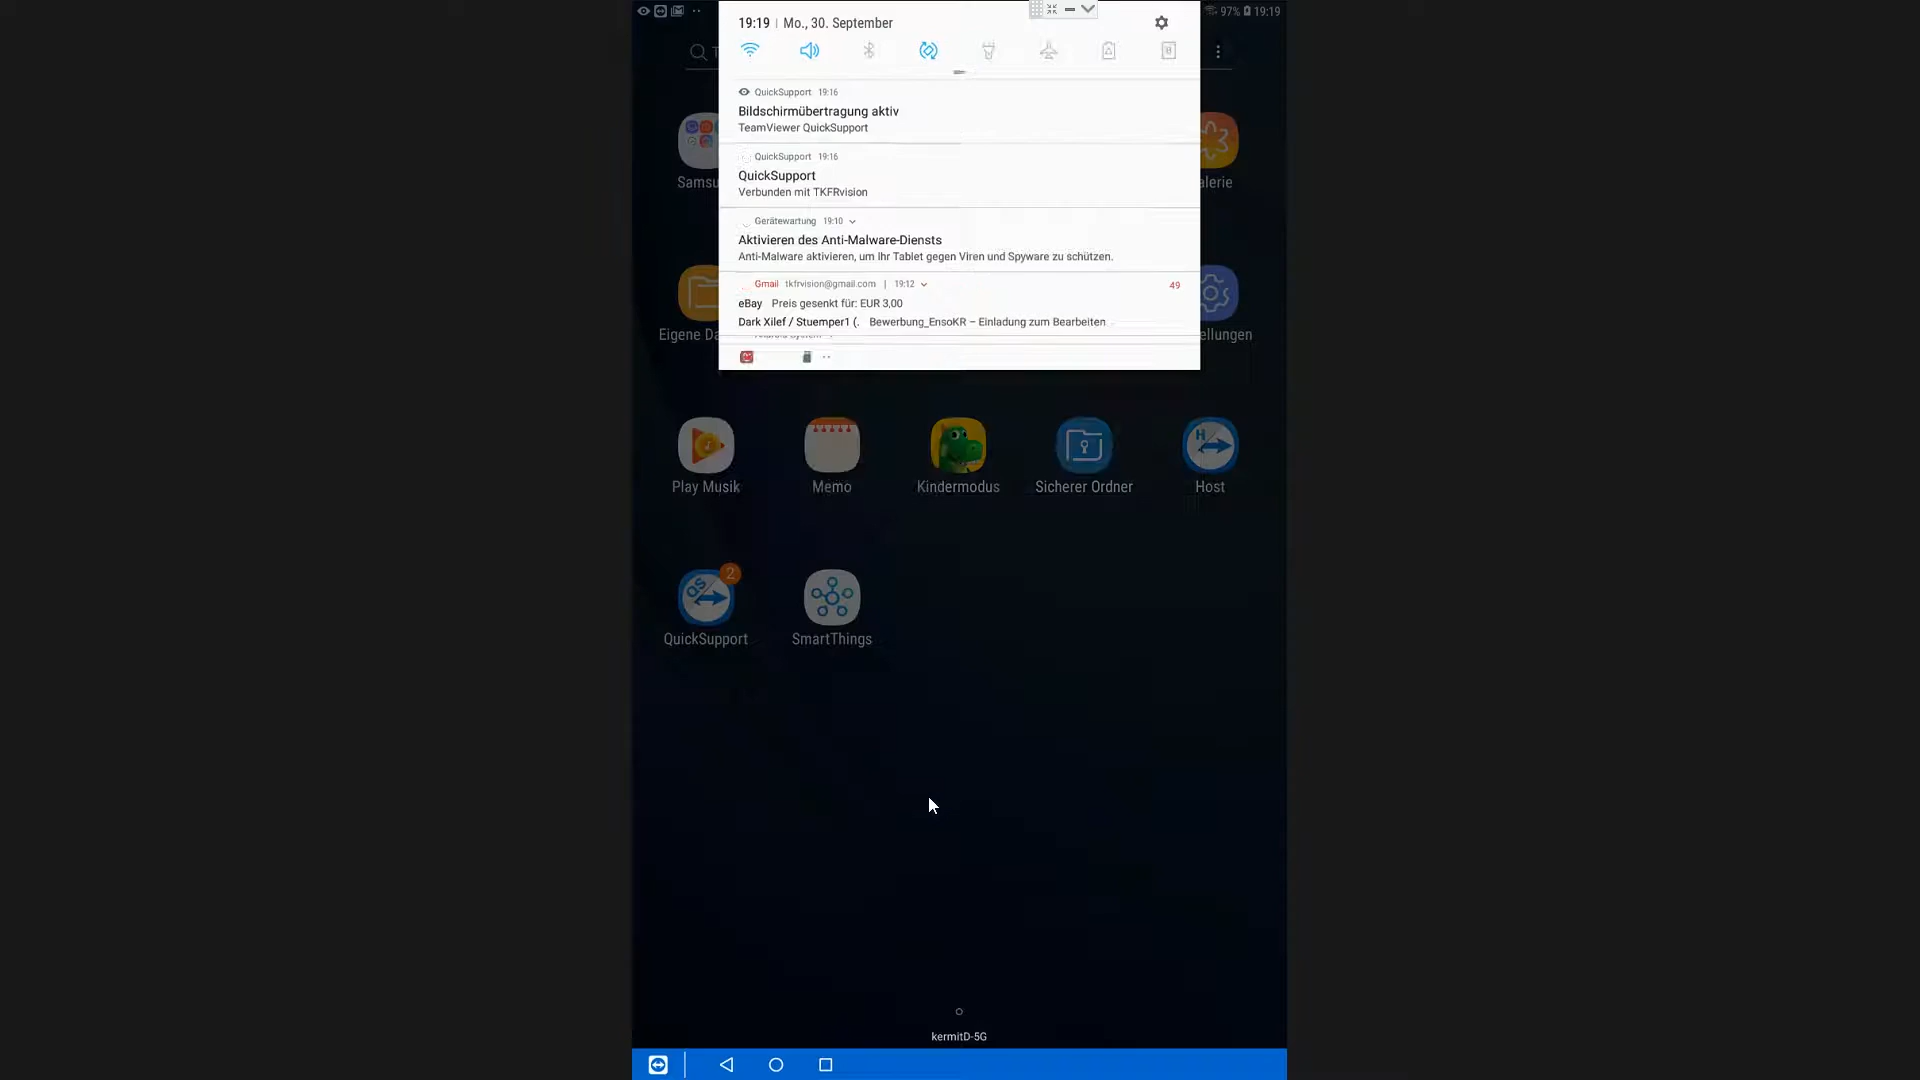 97% 19:19
19:19 | Mo., 30. September
QuickSupport 19:16
Bildschirmübertragung aktiv
TeamViewer QuickSupport
QuickSupport 19:16
QuickSupport
Verbunden mit TKFRvision
Gerätewartung 19:10
Aktivieren des Anti-Malware-Diensts
Anti-Malware aktivieren, um Ihr Tablet gegen Viren und Spyware zu schützen.
Gmail tkfrvision@gmail.com | 19:12 49
eBay Preis gesenkt für: EUR 3,00
Dark Xilef / Stuemper1 (. Bewerbung_EnsoKR – Einladung zum Bearbeiten
Samsu
alerie
Eigene Da
ellungen
Play Musik
Memo
Kindermodus
Sicherer Ordner
H
Host
QS
2
QuickSupport
SmartThings
kermitD-5G